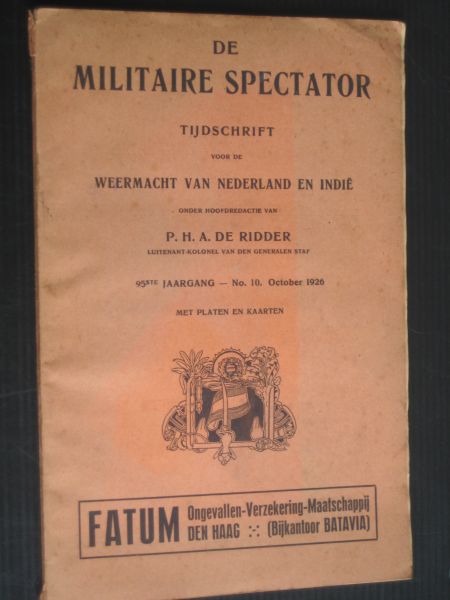 DE
MILITAIRE SPECTATOR
TIJDSCHRIFT
VOOR DE
WEERMACHT VAN NEDERLAND EN INDIË
ONDER HOOFDREDACTIE VAN
P. H. A. DE RIDDER
LUITENANT-KOLONEL VAN DEN GENERALEN STAF
95STE JAARGANG — No. 10. October 1926
MET PLATEN EN KAARTEN
FATUM Ongevallen-Verzekering-Maatschappij
DEN HAAG (Bijkantoor BATAVIA)